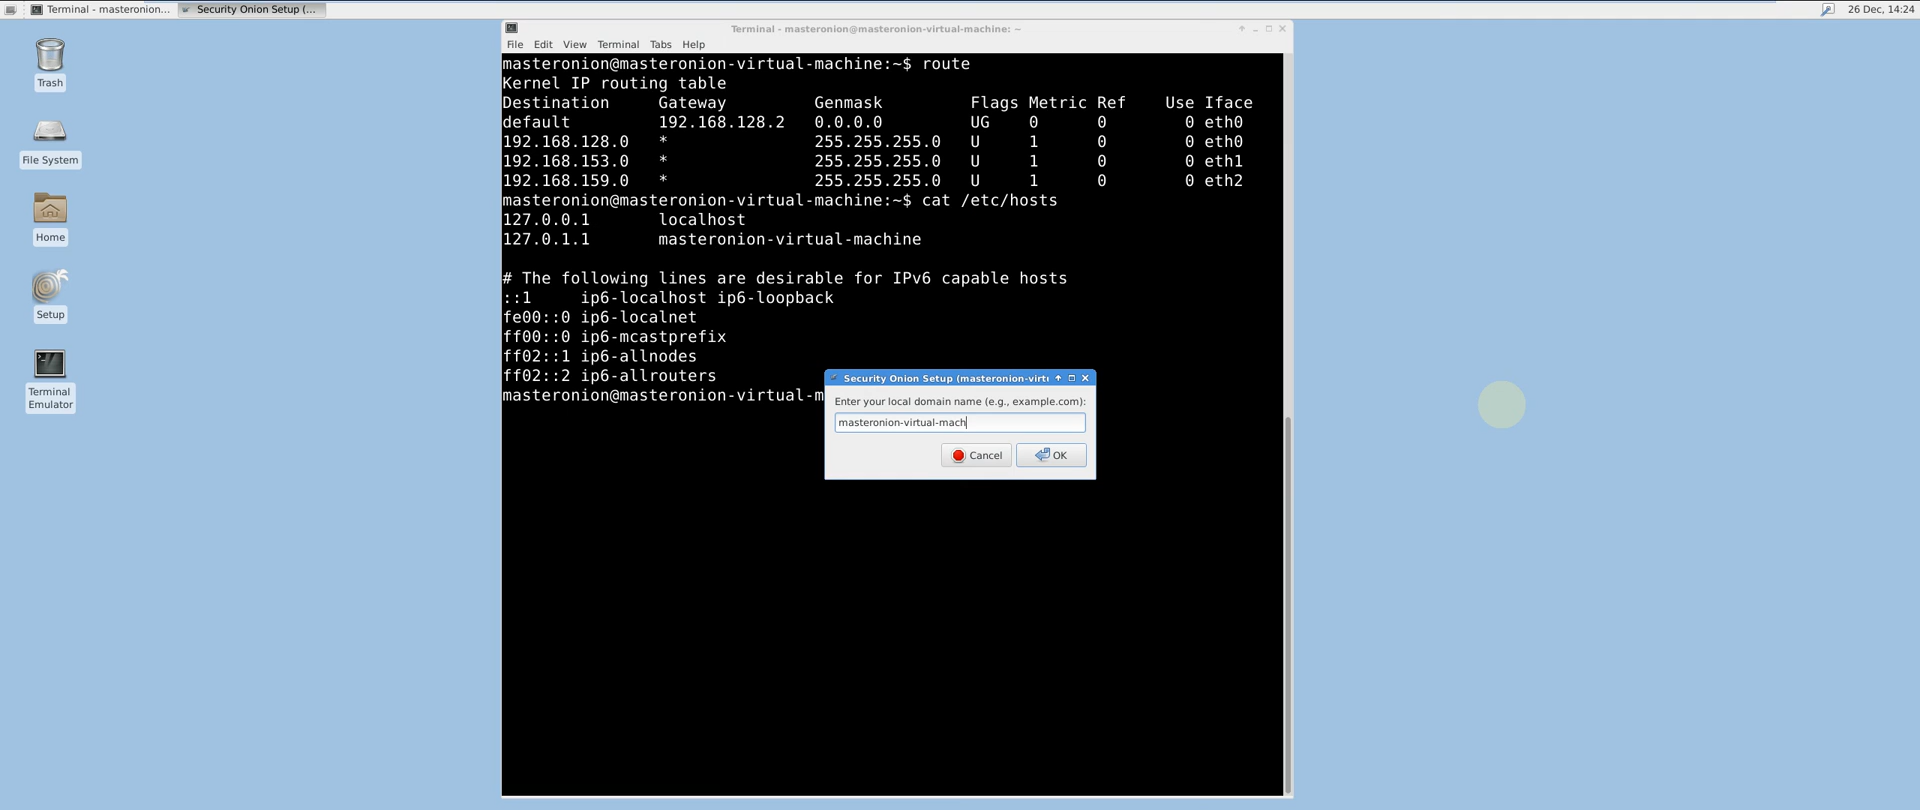 Terminal - masteronion...
Security Onion Setup (...
26 Dec, 14:24
Trash
File System
Home
Setup
Terminal
Emulator
Terminal - masteronion@masteronion-virtual-machine: ~
File Edit View Terminal Tabs Help
masteronion@masteronion-virtual-machine:~$ route
Kernel IP routing table
Destination     Gateway         Genmask         Flags Metric Ref    Use Iface
default         192.168.128.2   0.0.0.0         UG    0      0        0 eth0
192.168.128.0   *               255.255.255.0   U     1      0        0 eth0
192.168.153.0   *               255.255.255.0   U     1      0        0 eth1
192.168.159.0   *               255.255.255.0   U     1      0        0 eth2
masteronion@masteronion-virtual-machine:~$ cat /etc/hosts
127.0.0.1       localhost
127.0.1.1       masteronion-virtual-machine
# The following lines are desirable for IPv6 capable hosts
::1     ip6-localhost ip6-loopback
fe00::0 ip6-localnet
ff00::0 ip6-mcastprefix
ff02::1 ip6-allnodes
ff02::2 ip6-allrouters
masteronion@masteronion-virtual-m
Security Onion Setup (masteronion-virt
Enter your local domain name (e.g., example.com):
masteronion-virtual-mach
Cancel
OK